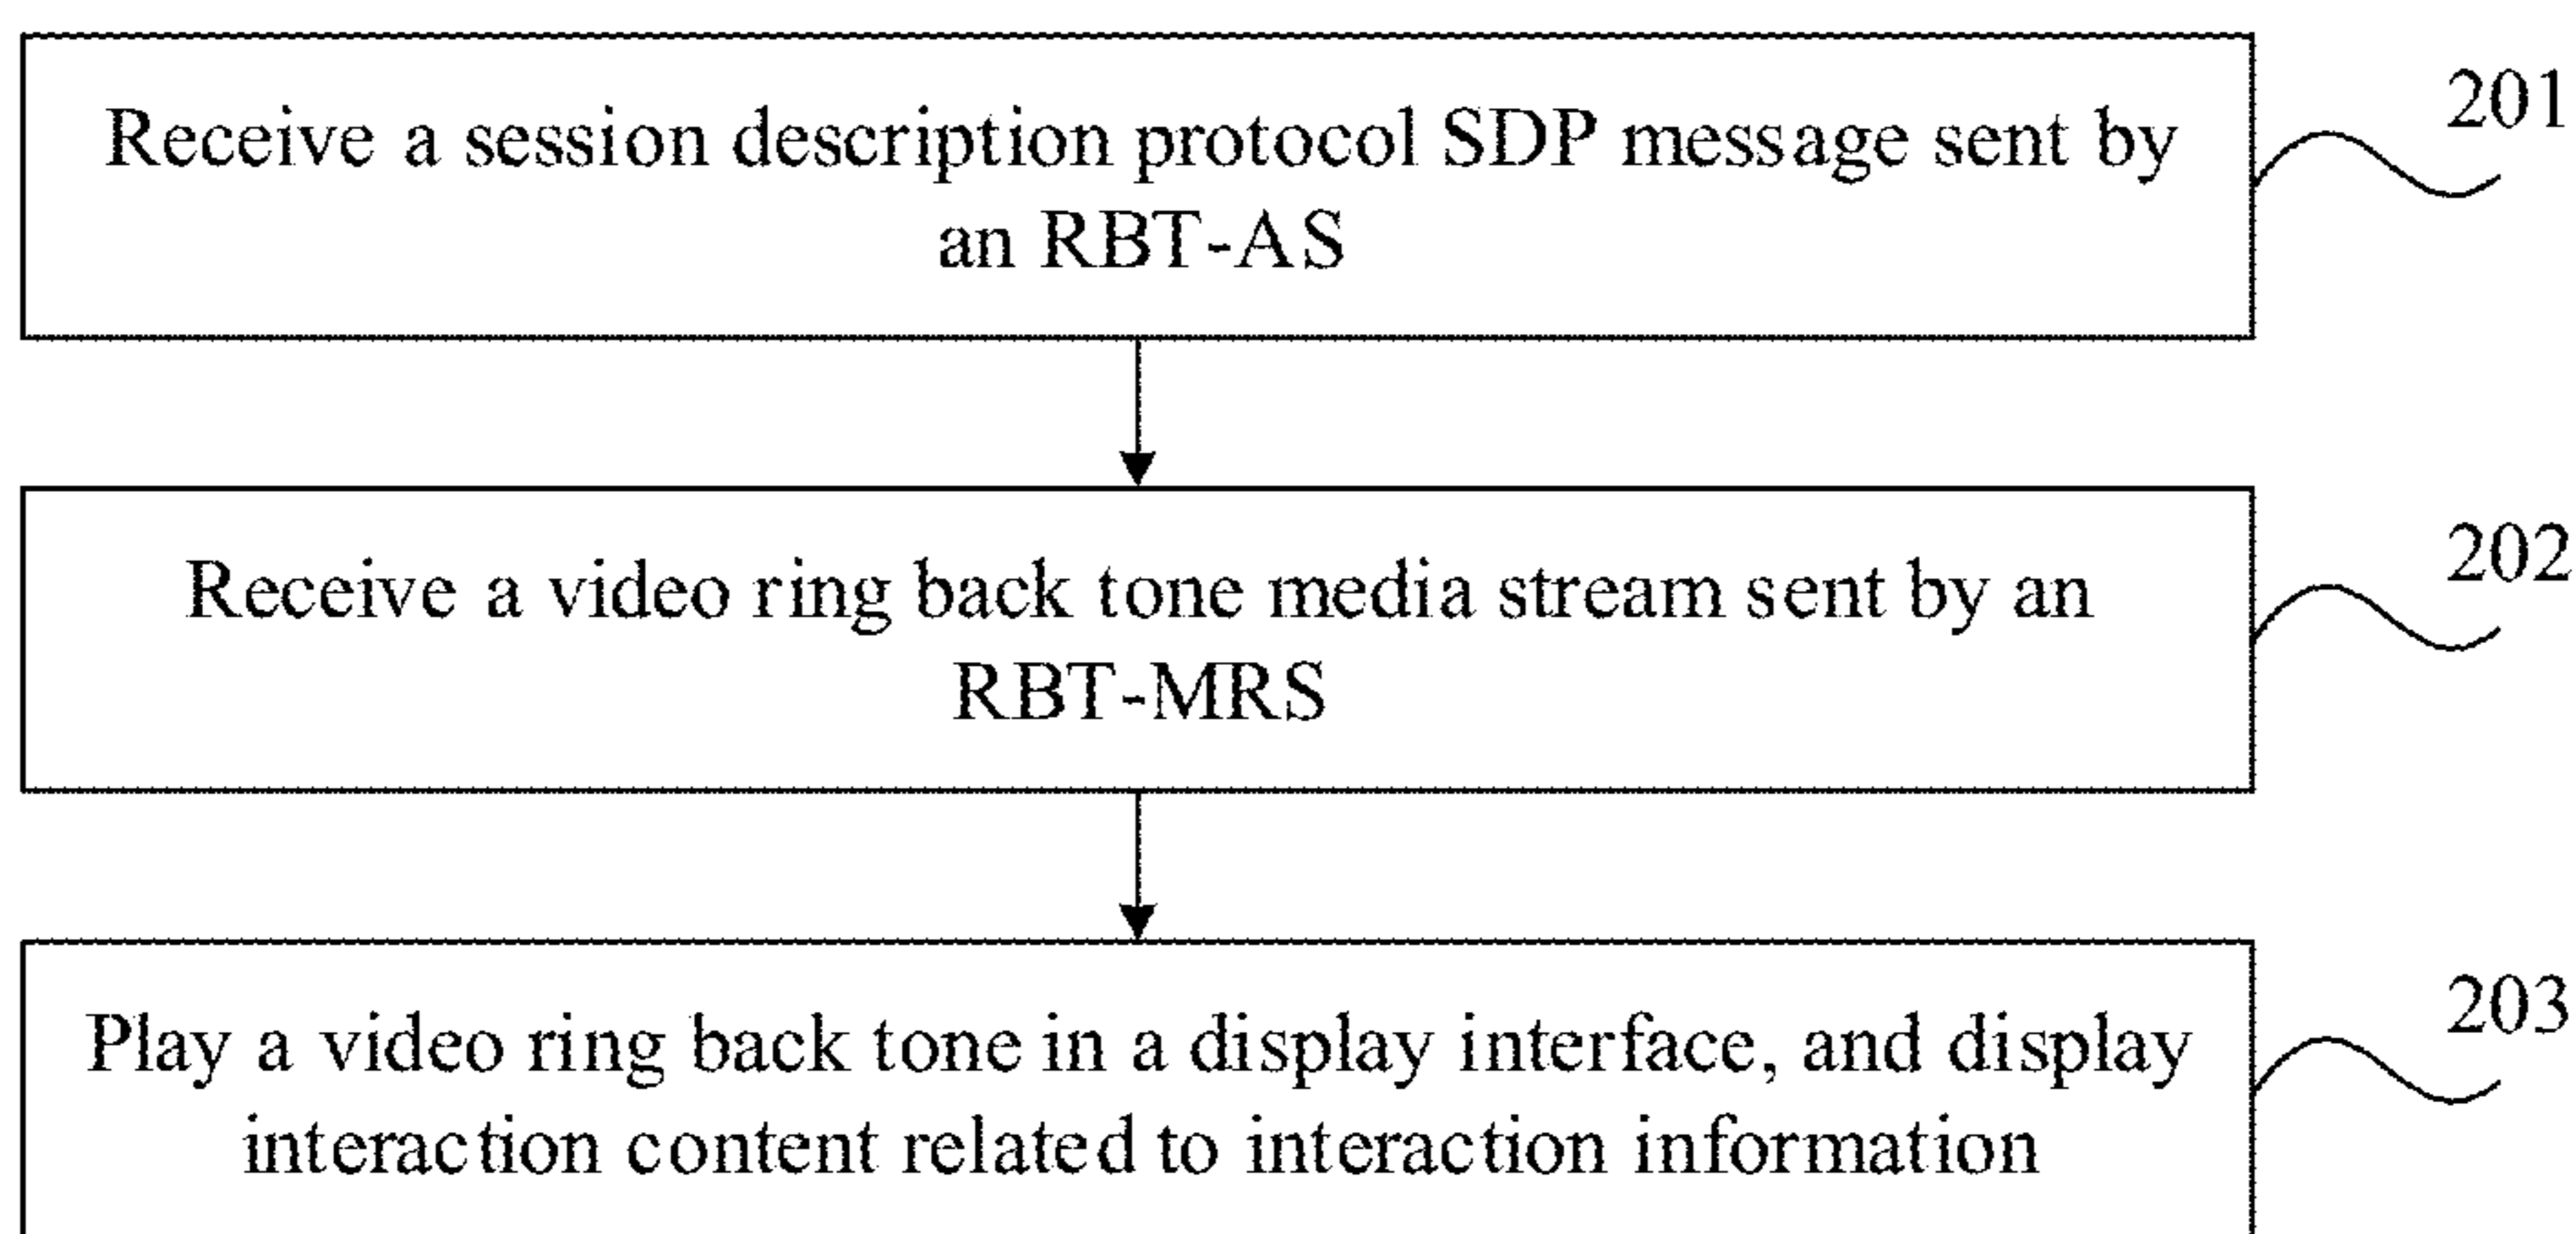 Receive a session description protocol SDP message sent by
an RBT-AS
201
Receive a video ring back tone media stream sent by an
RBT-MRS
202
Play a video ring back tone in a display interface, and display
interaction content related to interaction information
203